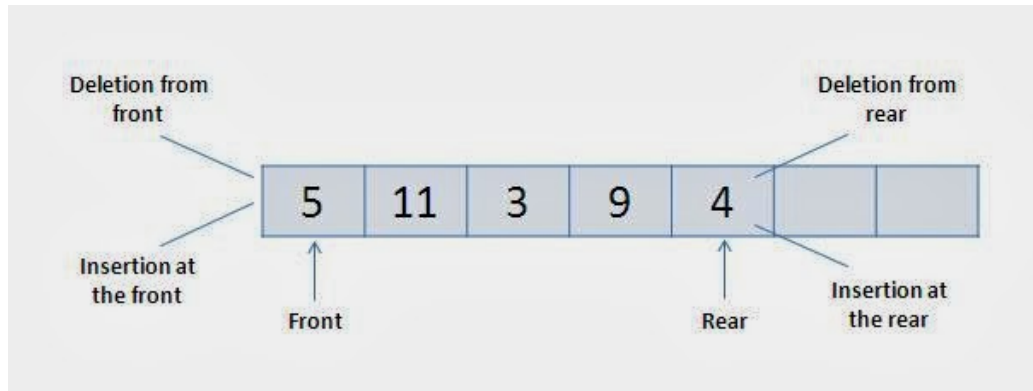 Deletion from
front
Deletion from
rear
5 11 3 9 4
Insertion at
the front
Front
Rear
Insertion at
the rear